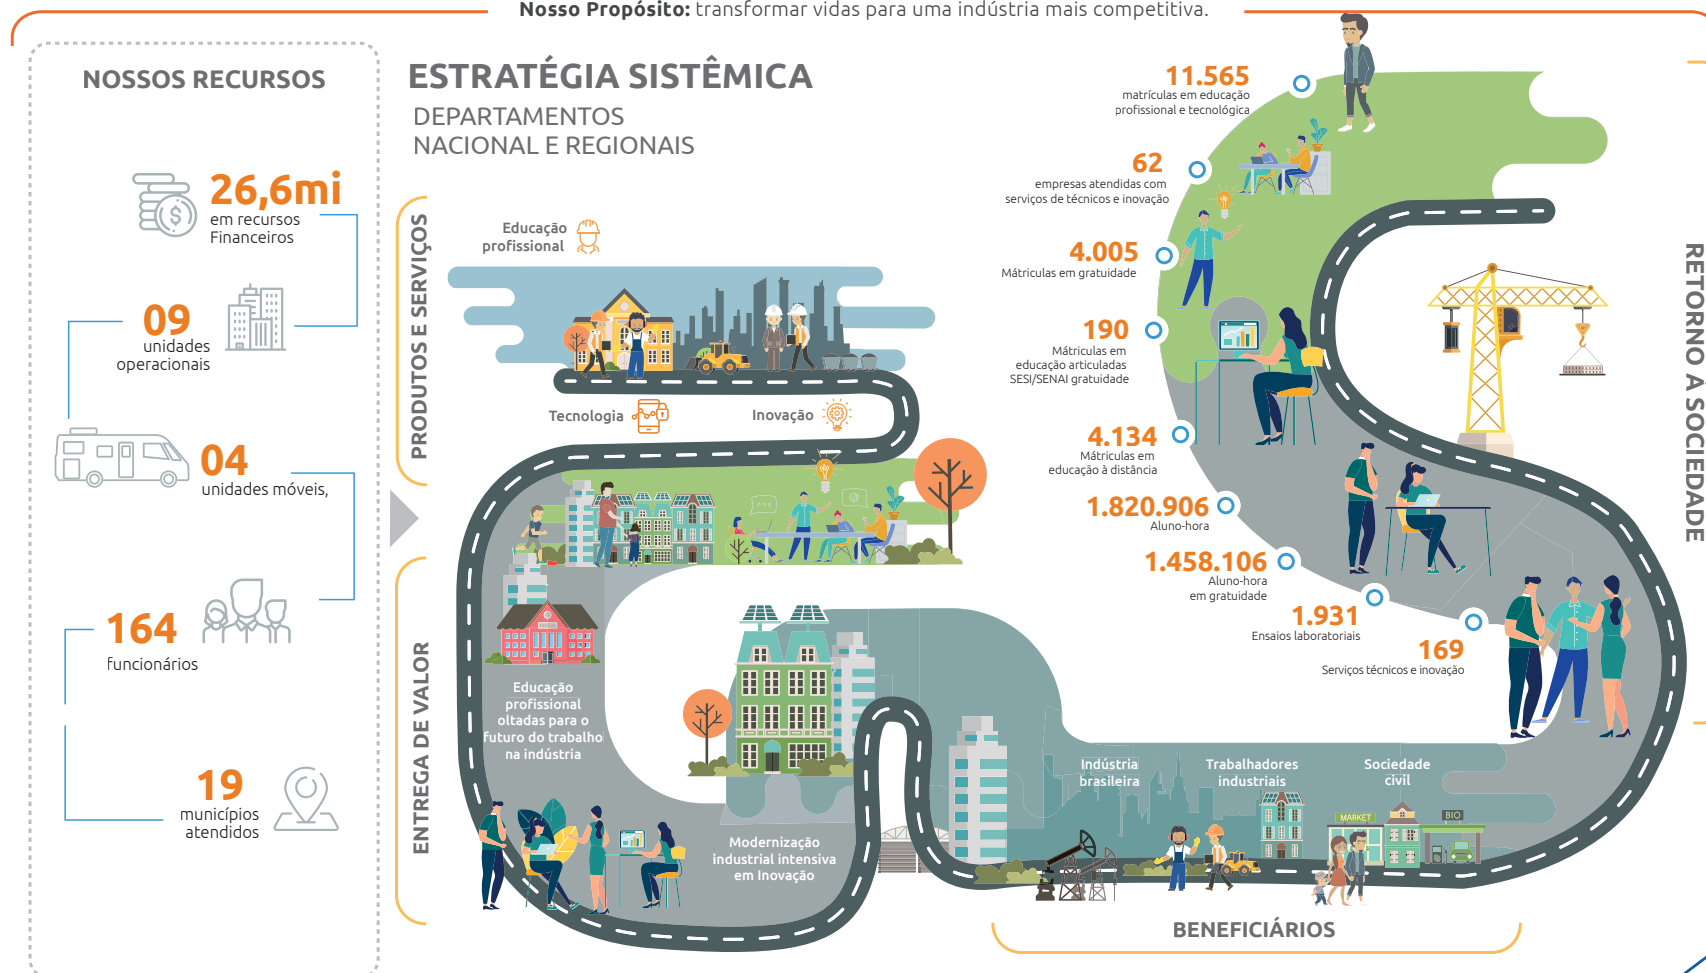 Nosso Propósito: transformar vidas para uma indústria mais competitiva.
NOSSOS RECURSOS
26,6mi
em recursos
Financeiros
09
unidades
operacionais
04
unidades móveis,
164
funcionários
19
municípios
atendidos
ESTRATÉGIA SISTÊMICA
DEPARTAMENTOS
NACIONAL E REGIONAIS
PRODUTOS E SERVIÇOS
Educação
profissional
Tecnologia
Inovação
ENTREGA DE VALOR
Educação
profissional
oltadas para o
futuro do trabalho
na indústria
Modernização
industrial intensiva
em Inovação
Indústria
brasileira
Trabalhadores
industriais
Sociedade
civil
MARKET
BIO
BENEFICIÁRIOS
11.565
matrículas em educação
profissional e tecnológica
62
empresas atendidas com
serviços de técnicos e inovação
4.005
Mátriculas em gratuidade
190
Mátriculas em
educação articuladas
SESI/SENAI gratuidade
4.134
Mátriculas em
educação à distância
1.820.906
Aluno-hora
1.458.106
Aluno-hora
em gratuidade
1.931
Ensaios laboratoriais
169
Serviços técnicos e inovação
RETORNO À SOCIEDADE